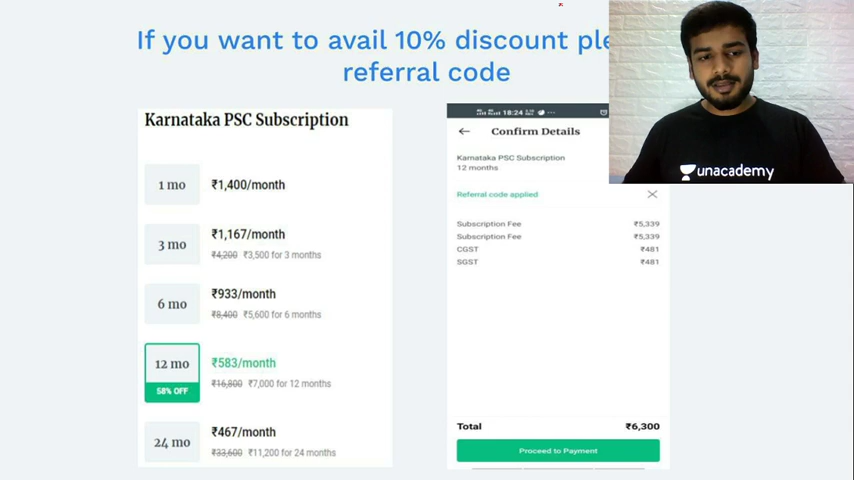 If you want to avail 10% discount
referral code
Karnataka PSC Subscription
1 mo
₹1,400/month
3 mo
₹1,167/month
₹4,200 ₹3,500 for 3 months
6 mo
₹933/month
₹8,400 ₹5,600 for 6 months
12 mo
58% OFF
₹583/month
₹16,800 ₹7,000 for 12 months
24 mo
₹467/month
₹33,600 ₹11,200 for 24 months
18:24
Confirm Details
Karnataka PSC Subscription
12 months
Referral code applied
Subscription Fee ₹5,339
Subscription Fee ₹5,339
CGST ₹481
SGST ₹481
Total ₹6,300
Proceed to Payment
unacademy